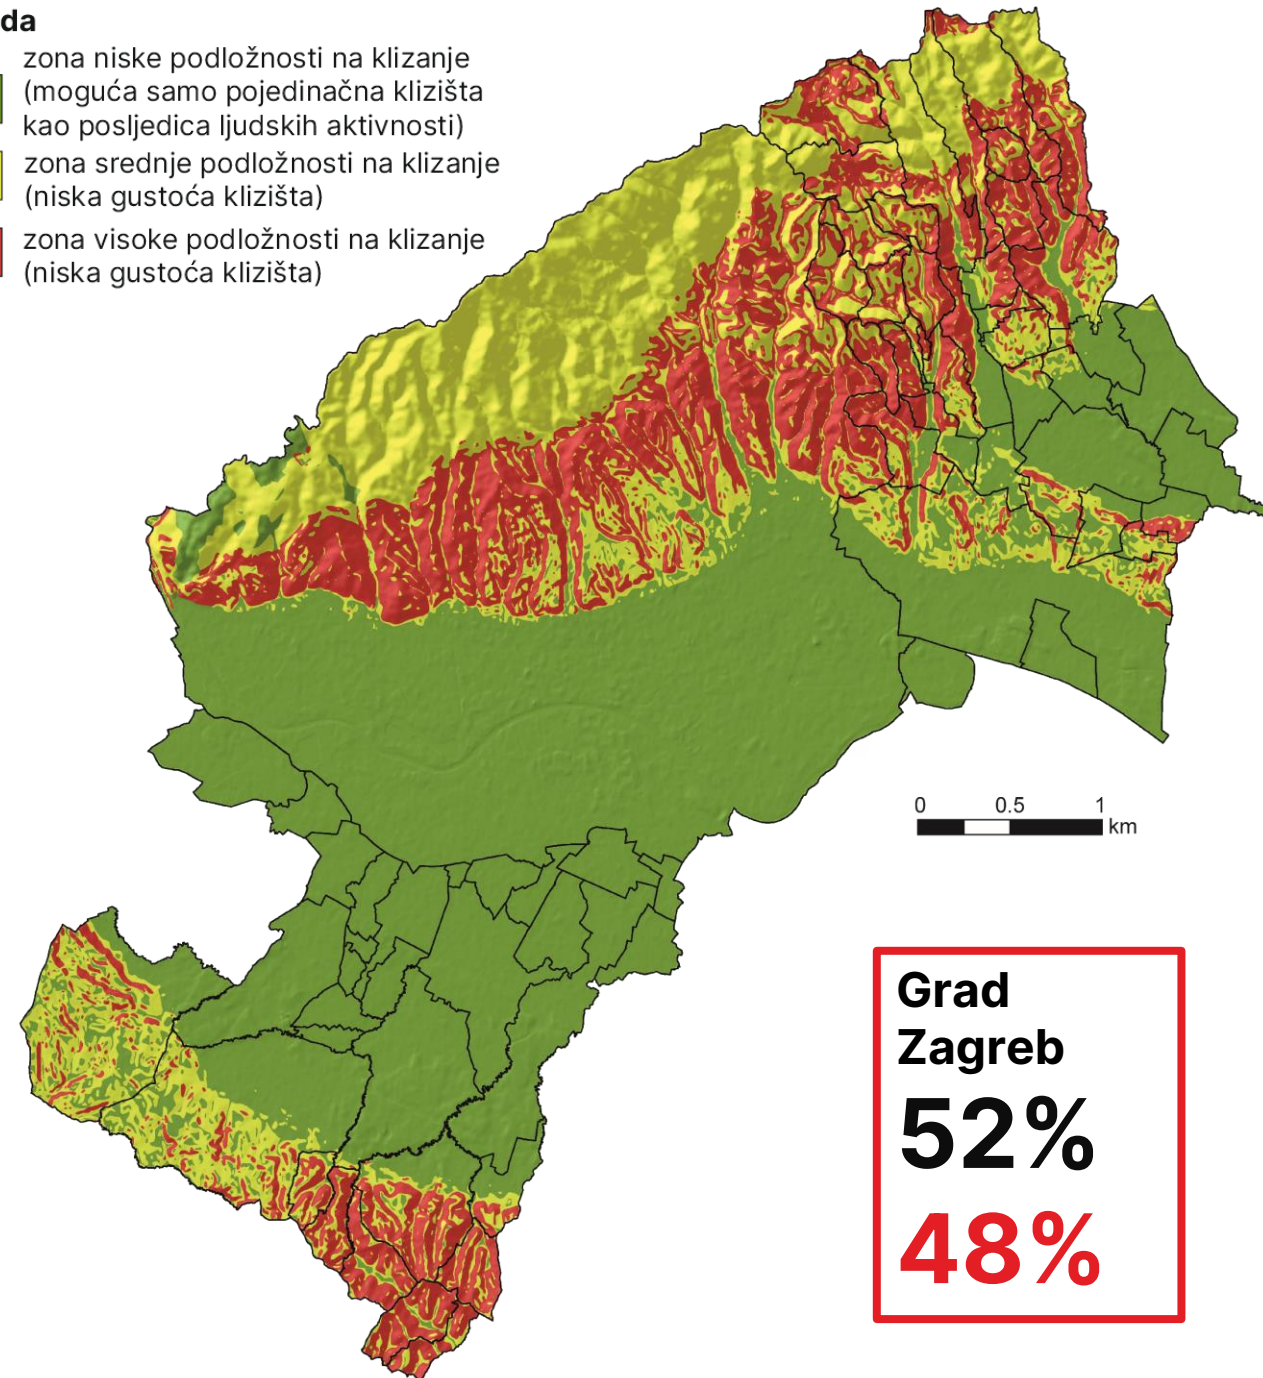 da
zona niske podložnosti na klizanje
(moguća samo pojedinačna klizišta
kao posljedica ljudskih aktivnosti)
zona srednje podložnosti na klizanje
(niska gustoća klizišta)
zona visoke podložnosti na klizanje
(niska gustoća klizišta)
0 0.5 1
km
Grad
Zagreb
52%
48%